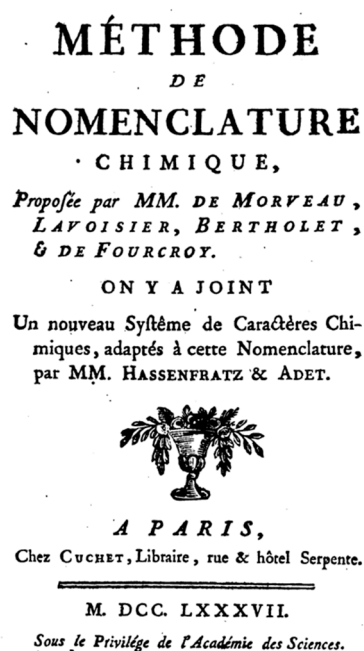 MÉTHODE
DE
NOMENCLATURE
CHIMIQUE,
Propoſée par MM. DE MORVEAU,
LAVOISIER, BERTHOLET,
& DE FOURCROY.
ON Y A JOINT
Un nouveau Syſtême de Caractères Chi-
miques, adaptés à cette Nomenclature,
par MM. HASSENFRATZ & ADET.
A PARIS,
Chez CUCHET, Libraire, rue & hôtel Serpente.
M. DCC. LXXXVII.
Sous le Privilége de l'Académie des Sciences.